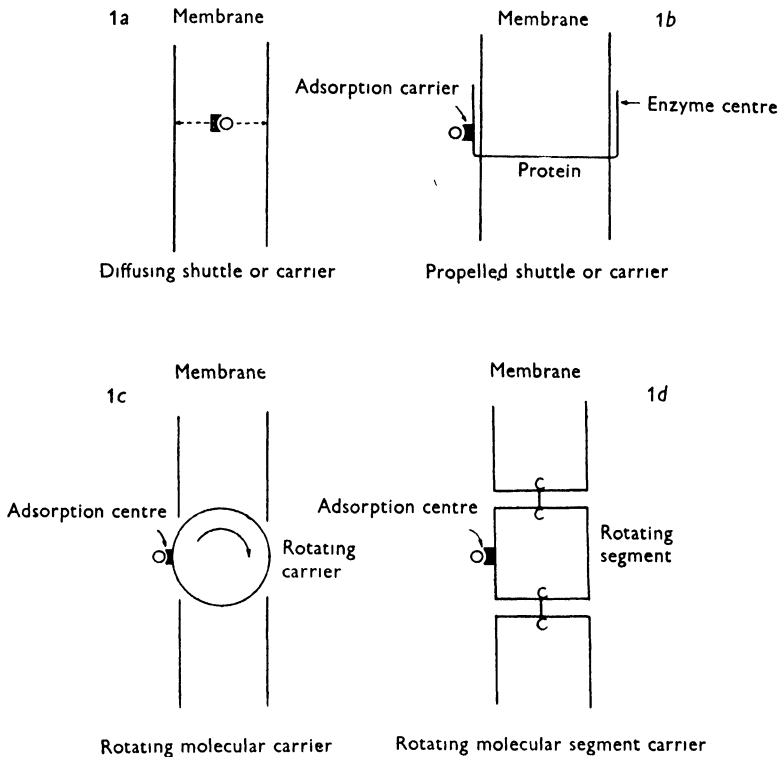 1a Membrane
Membrane 1b
Adsorption carrier
Enzyme centre
Protein
Diffusing shuttle or carrier
Propelled shuttle or carrier
Membrane
1c
Membrane
1d
Adsorption centre
Rotating
carrier
Adsorption centre
C
C
Rotating
segment
C
C
Rotating molecular carrier
Rotating molecular segment carrier